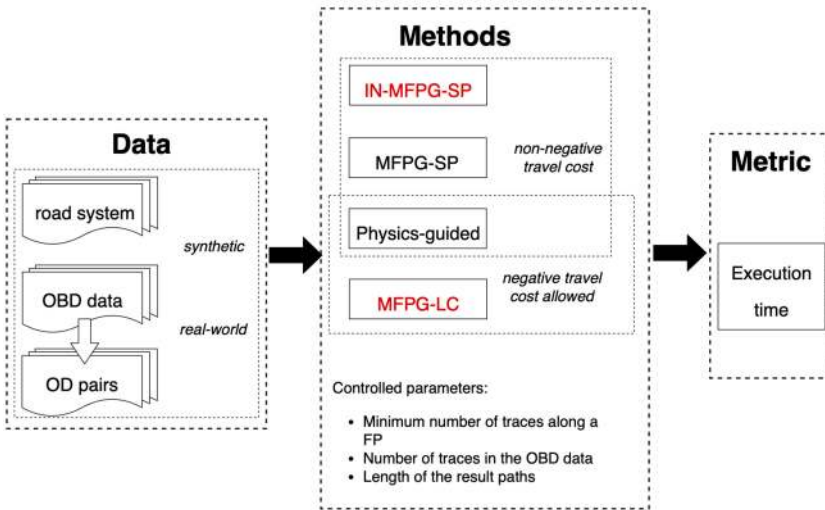 Data
road system
synthetic
OBD data
real-world
OD pairs
Methods
IN-MFPG-SP
MFPG-SP
non-negative
travel cost
Physics-guided
negative travel
cost allowed
MFPG-LC
Controlled parameters:
• Minimum number of traces along a
FP
• Number of traces in the OBD data
• Length of the result paths
Metric
Execution
time